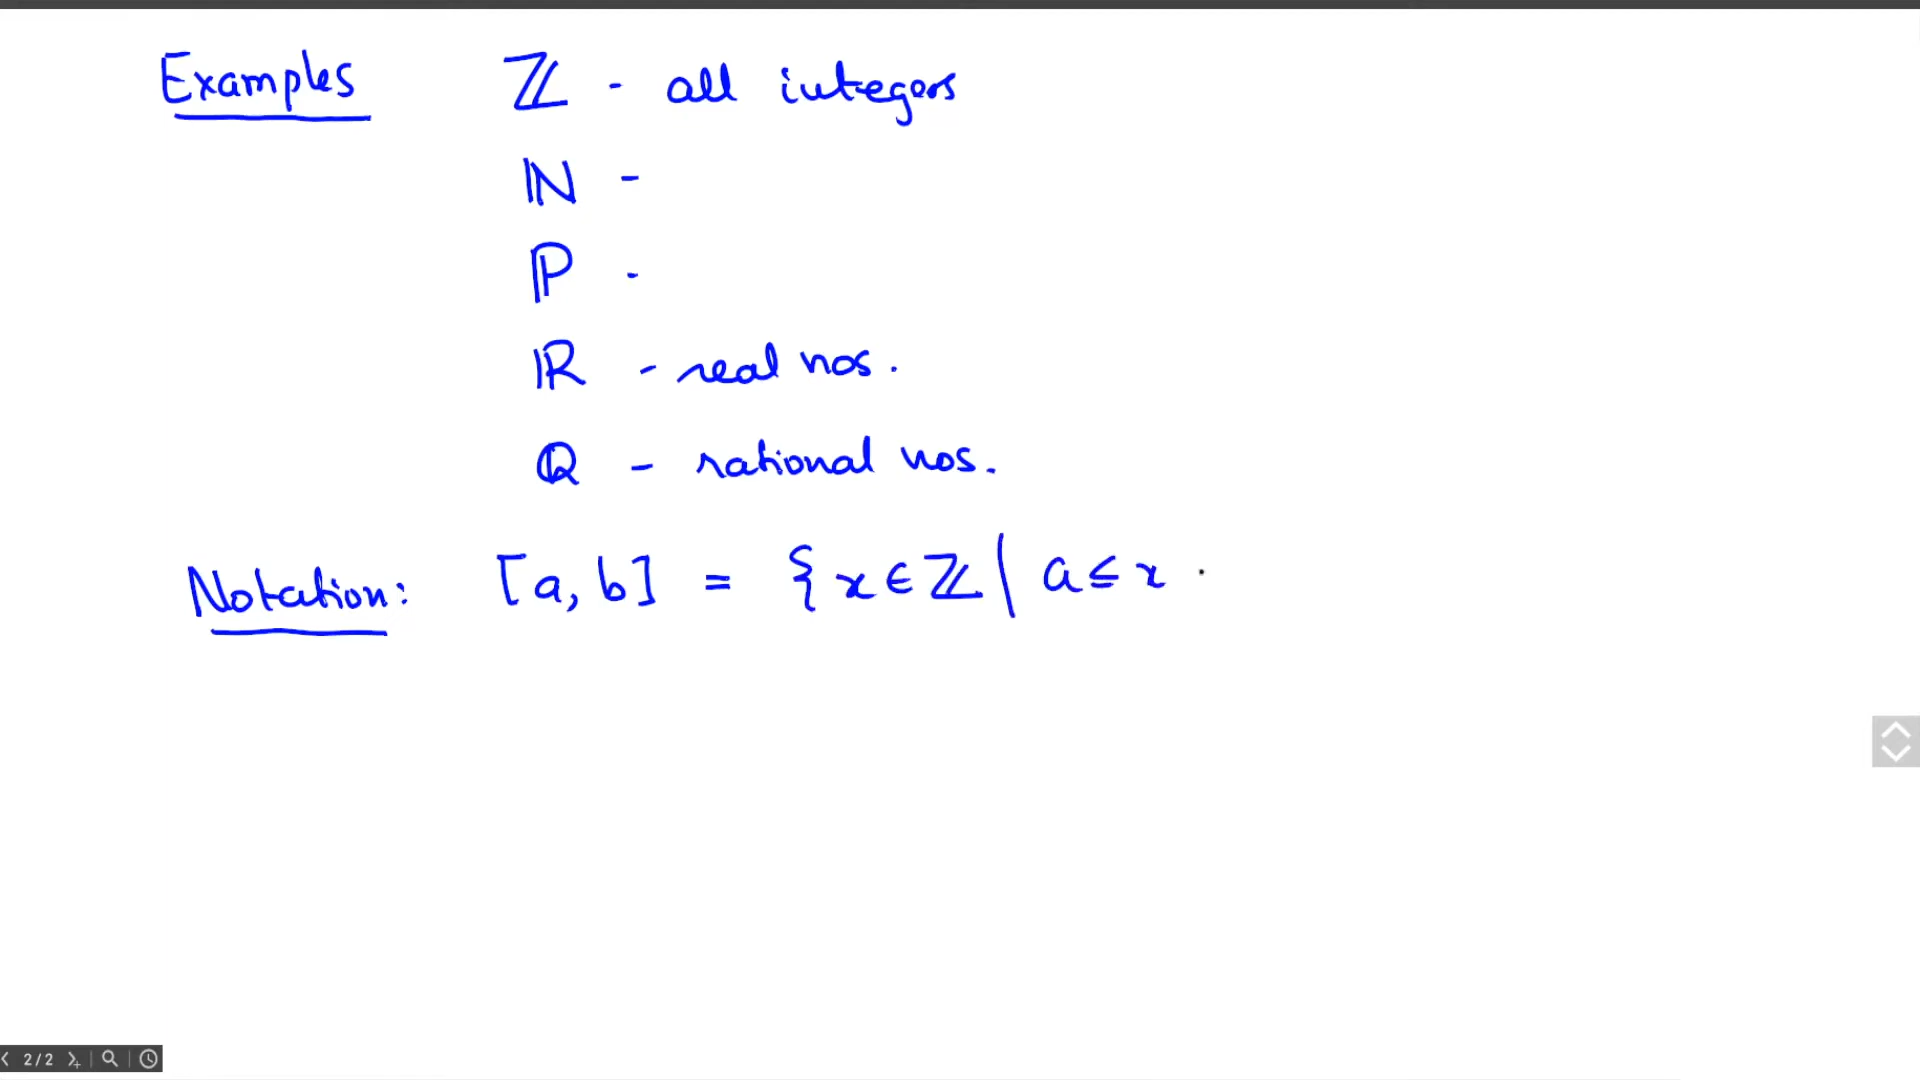 Examples ℤ - all integers
ℕ -
ℙ -
ℝ - real nos.
ℚ - rational nos.
Notation: [a, b] = { x ∈ ℤ | a ≤ x
2/2